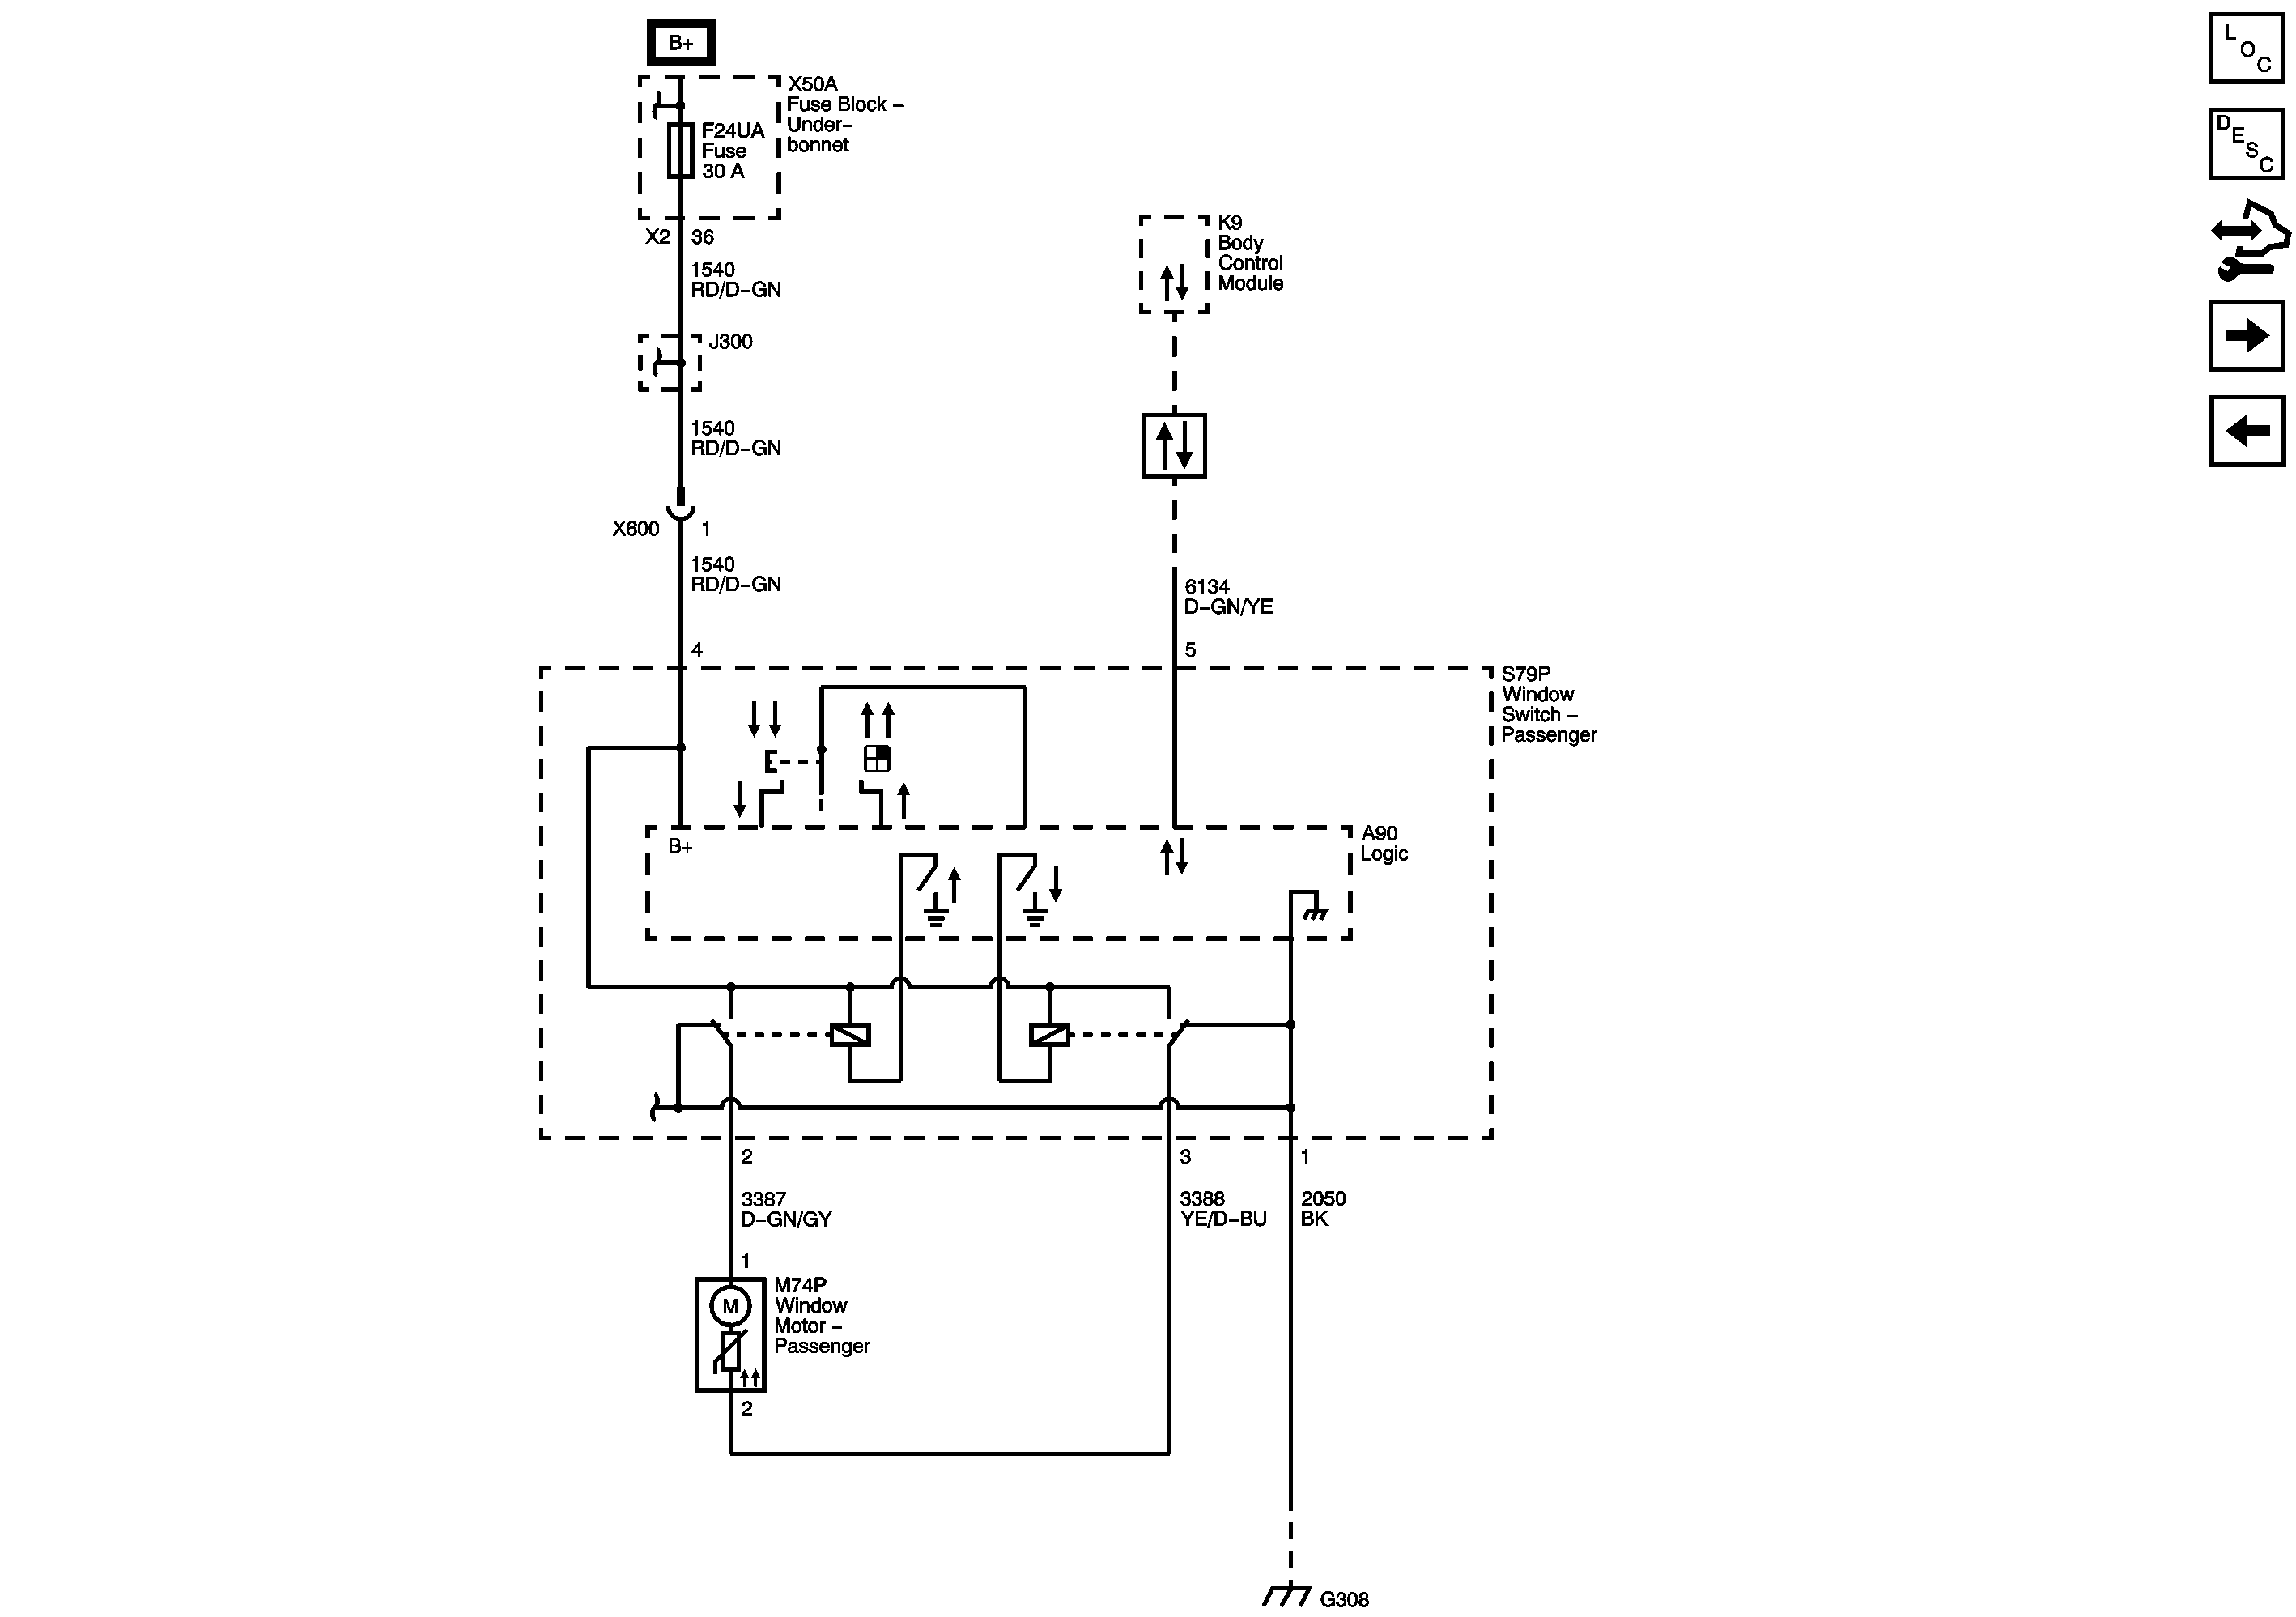 B+
X50A
Fuse Block –
Under–
bonnet
F24UA
Fuse
30 A
X2 36
1540
RD/D–GN
J300
1540
RD/D–GN
X600 1
1540
RD/D–GN
4
K9
Body
Control
Module
6134
D–GN/YE
5
S79P
Window
Switch –
Passenger
B+
A90
Logic
2
3
1
3387
D–GN/GY
3388
YE/D–BU
2050
BK
1
M
M74P
Window
Motor –
Passenger
2
G308
LOC
DESC